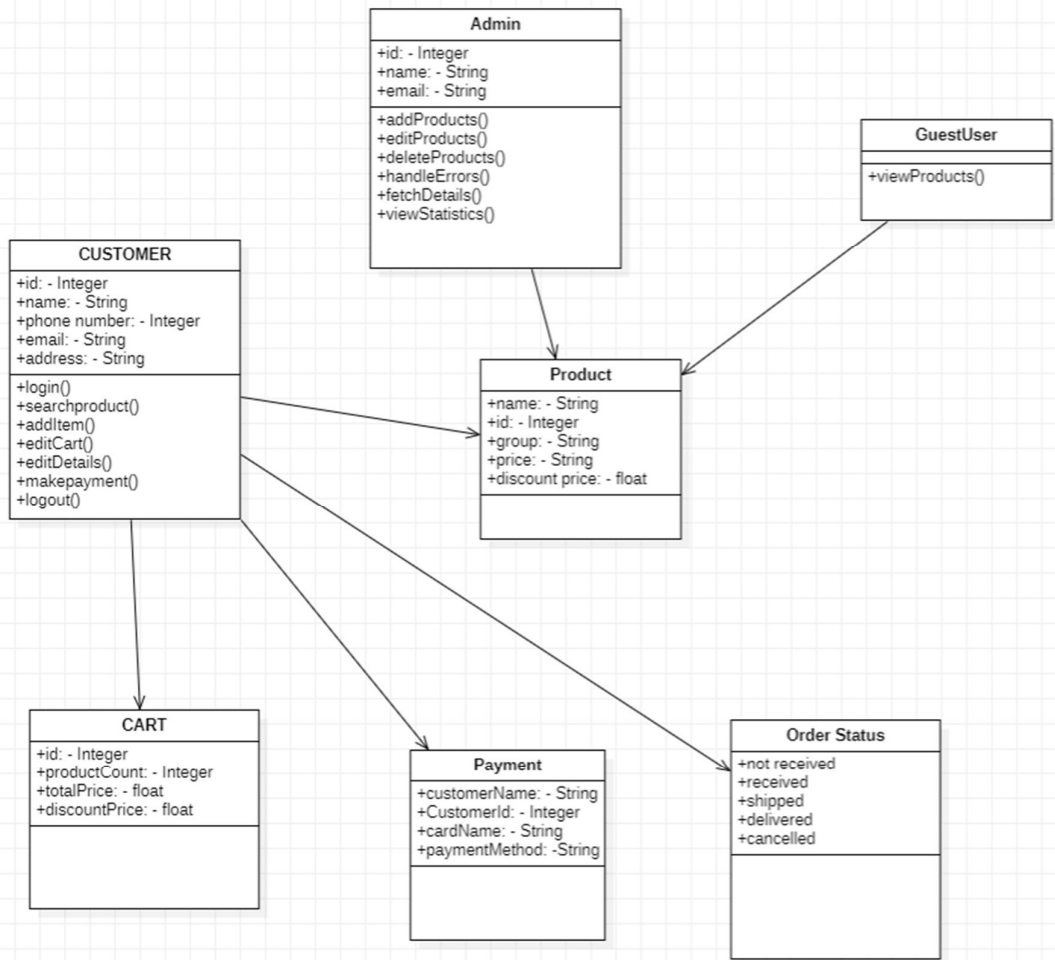 Admin
+id: - Integer
+name: - String
+email: - String
+addProducts()
+editProducts()
+deleteProducts()
+handleErrors()
+fetchDetails()
+viewStatistics()
GuestUser
+viewProducts()
CUSTOMER
+id: - Integer
+name: - String
+phone number: - Integer
+email: - String
+address: - String
+login()
+searchproduct()
+addItem()
+editCart()
+editDetails()
+makepayment()
+logout()
Product
+name: - String
+id: - Integer
+group: - String
+price: - String
+discount price: - float
CART
+id: - Integer
+productCount: - Integer
+totalPrice: - float
+discountPrice: - float
Payment
+customerName: - String
+CustomerId: - Integer
+cardName: - String
+paymentMethod: -String
Order Status
+not received
+received
+shipped
+delivered
+cancelled